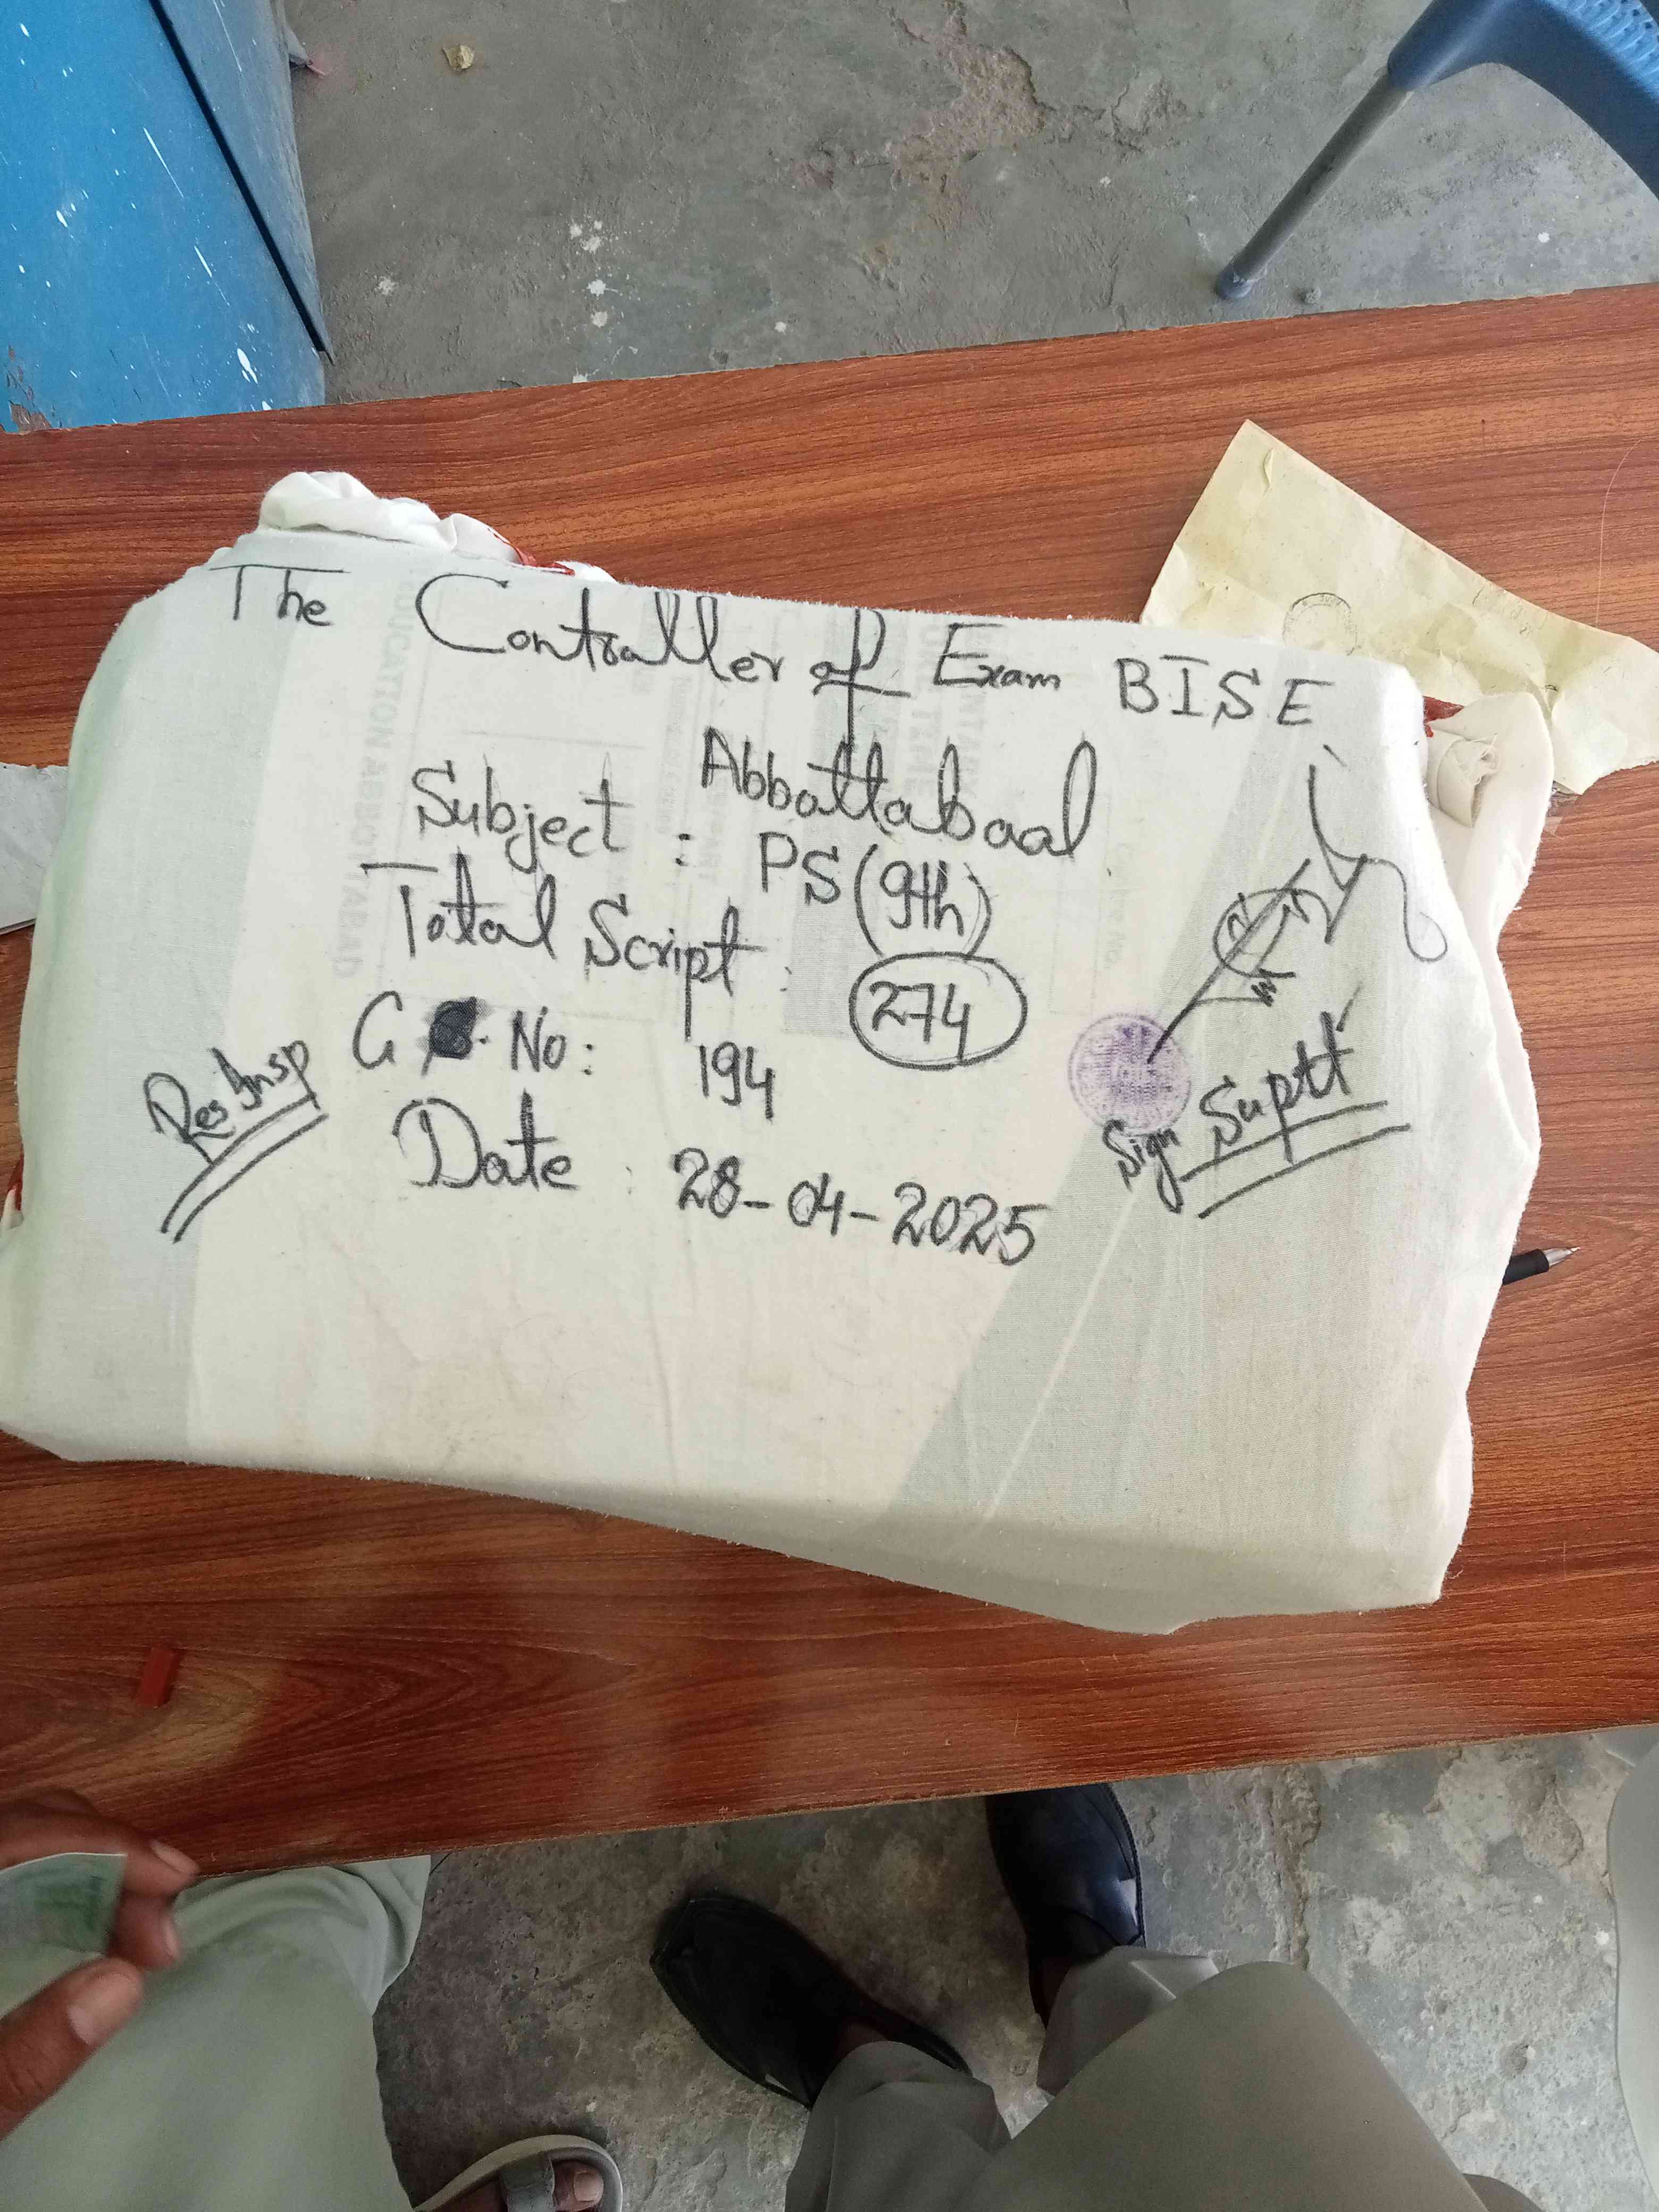 The Controller of Exam BISE
Abbottabad
Subject : PS (9th)
Total Script : 274
C . No : 194
Date : 28-04-2025
Res Insp
Sign Suptt